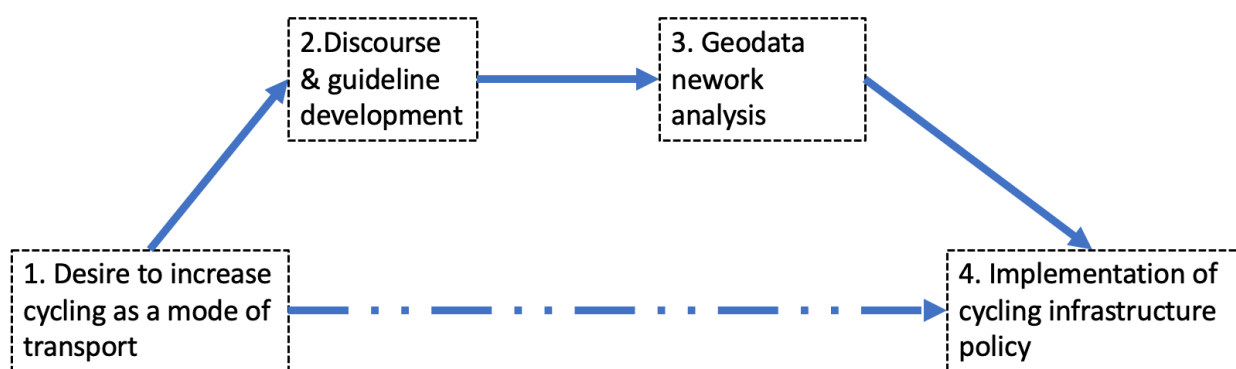 2.Discourse
& guideline
development
3. Geodata
nework
analysis
1. Desire to increase
cycling as a mode of
transport
4. Implementation of
cycling infrastructure
policy